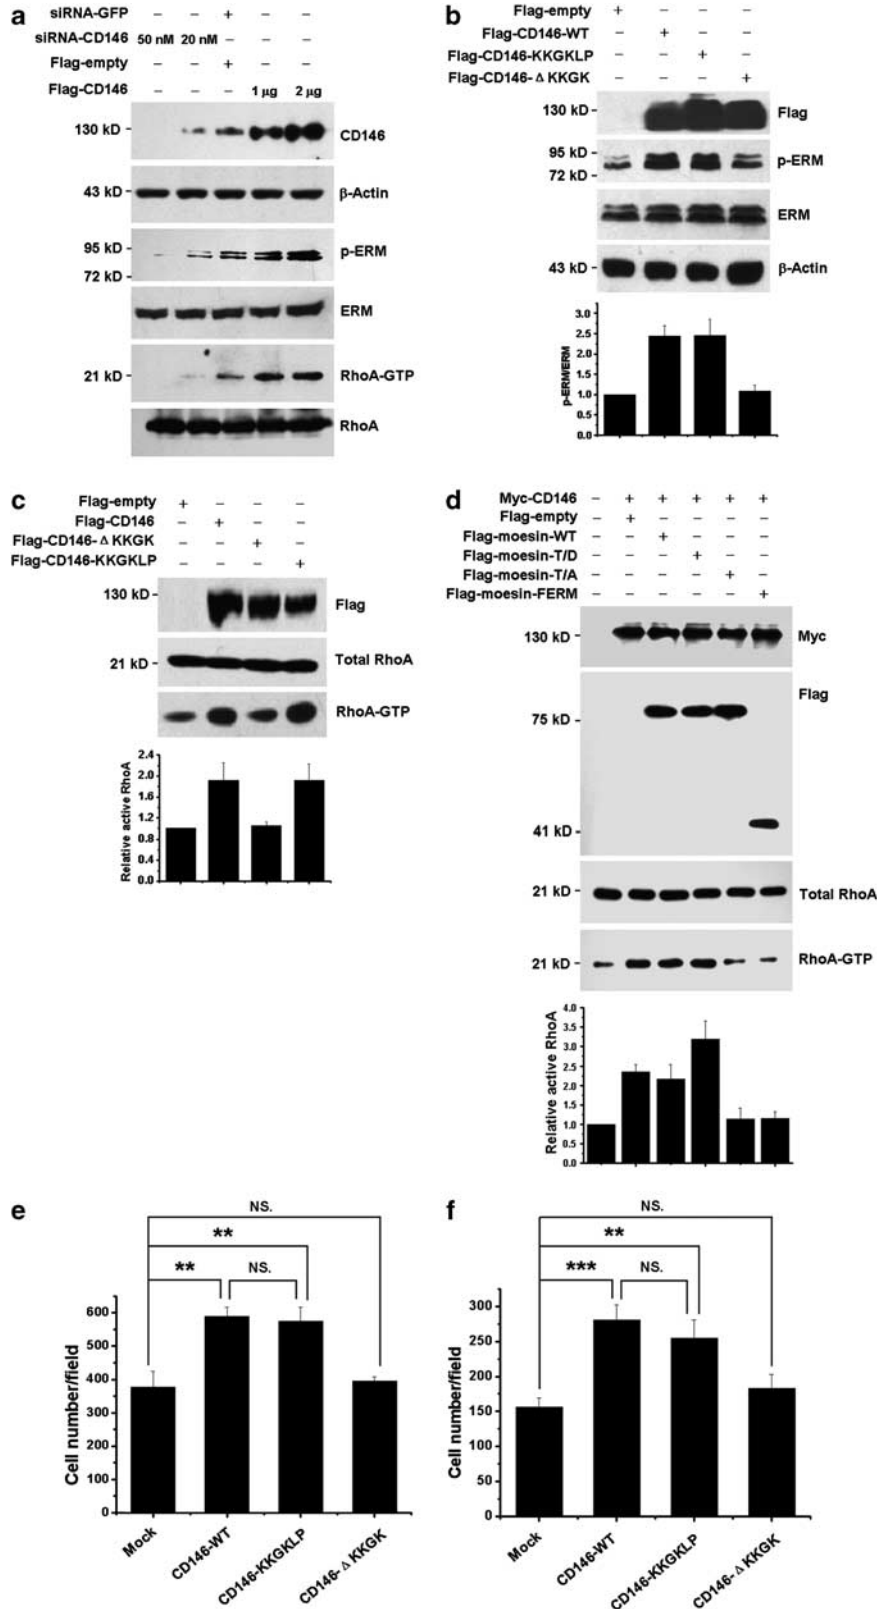 a
siRNA-GFP – – + – –
siRNA-CD146 50 nM 20 nM – – –
Flag-empty – – + – –
Flag-CD146 – – – 1 µg 2 µg
130 kD CD146
43 kD β-Actin
95 kD p-ERM
72 kD
ERM
21 kD RhoA-GTP
RhoA
b
Flag-empty + – – –
Flag-CD146-WT – + – –
Flag-CD146-KKGKLP – – + –
Flag-CD146-Δ KKGK – – – +
130 kD Flag
95 kD p-ERM
72 kD
ERM
43 kD β-Actin
p-ERM/ERM
3.0
2.5
2.0
1.5
1.0
0.5
0.0
c
Flag-empty + – – –
Flag-CD146 – + – –
Flag-CD146-Δ KKGK – – + –
Flag-CD146-KKGKLP – – – +
130 kD Flag
21 kD Total RhoA
RhoA-GTP
Relative active RhoA
2.4
2.0
1.6
1.2
0.8
0.4
0.0
d
Myc-CD146 – + + + + +
Flag-empty – + – – – –
Flag-moesin-WT – – + – – –
Flag-moesin-T/D – – – + – –
Flag-moesin-T/A – – – – + –
Flag-moesin-FERM – – – – – +
130 kD Myc
Flag
75 kD
41 kD
21 kD Total RhoA
21 kD RhoA-GTP
Relative active RhoA
4.0
3.5
3.0
2.5
2.0
1.5
1.0
0.5
0.0
e
NS.
**
** NS.
Cell number/field
600
500
400
300
200
100
0
Mock
CD146-WT
CD146-KKGKLP
CD146-Δ KKGK
f
NS.
**
*** NS.
Cell number/field
300
250
200
150
100
50
0
Mock
CD146-WT
CD146-KKGKLP
CD146-Δ KKGK